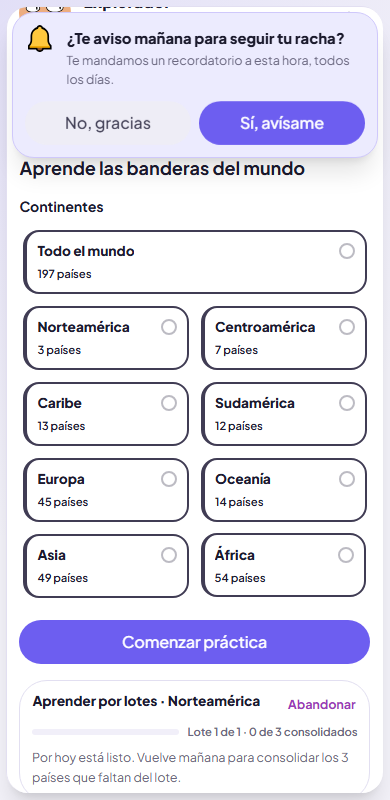 ¿Te aviso mañana para seguir tu racha?
Te mandamos un recordatorio a esta hora, todos
los días.
No, gracias
Sí, avísame
Aprende las banderas del mundo
Continentes
Todo el mundo
197 países
Norteamérica
3 países
Centroamérica
7 países
Caribe
13 países
Sudamérica
12 países
Europa
45 países
Oceanía
14 países
Asia
49 países
África
54 países
Comenzar práctica
Aprender por lotes · Norteamérica
Abandonar
Lote 1 de 1 · 0 de 3 consolidados
Por hoy está listo. Vuelve mañana para consolidar los 3
países que faltan del lote.